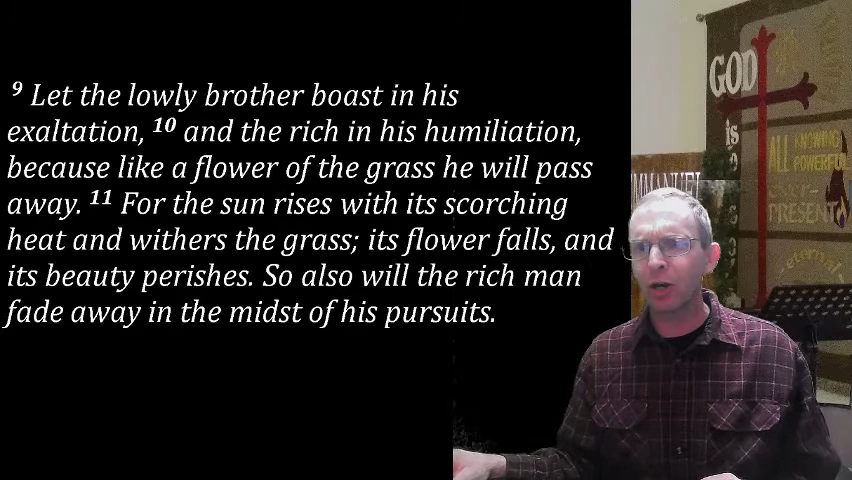 9 Let the lowly brother boast in his
exaltation, 10 and the rich in his humiliation,
because like a flower of the grass he will pass
away. 11 For the sun rises with its scorching
heat and withers the grass; its flower falls, and
its beauty perishes. So also will the rich man
fade away in the midst of his pursuits.
GOD
is
ALL KNOWING
POWERFUL
EVER-
PRESENT
eternal
MMANUEL